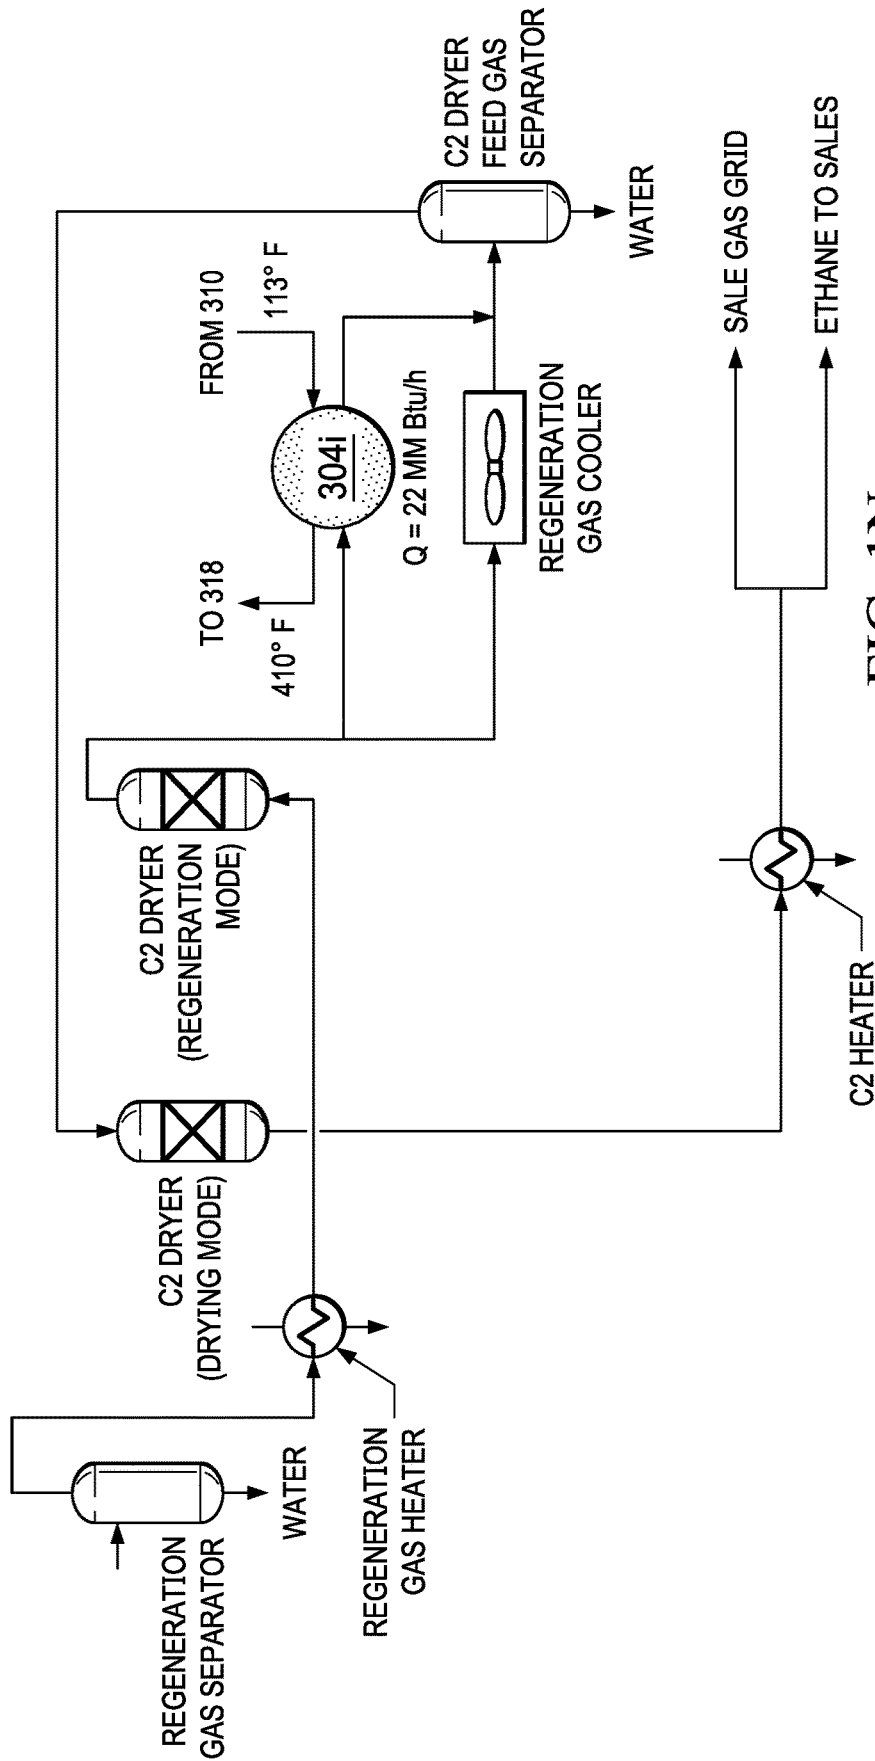 REGENERATION
GAS SEPARATOR
WATER
REGENERATION
GAS HEATER
C2 DRYER
(DRYING MODE)
C2 DRYER
(REGENERATION
MODE)
TO 318
410° F
FROM 310
113° F
304i
Q = 22 MM Btu/h
REGENERATION
GAS COOLER
C2 DRYER
FEED GAS
SEPARATOR
WATER
C2 HEATER
SALE GAS GRID
ETHANE TO SALES